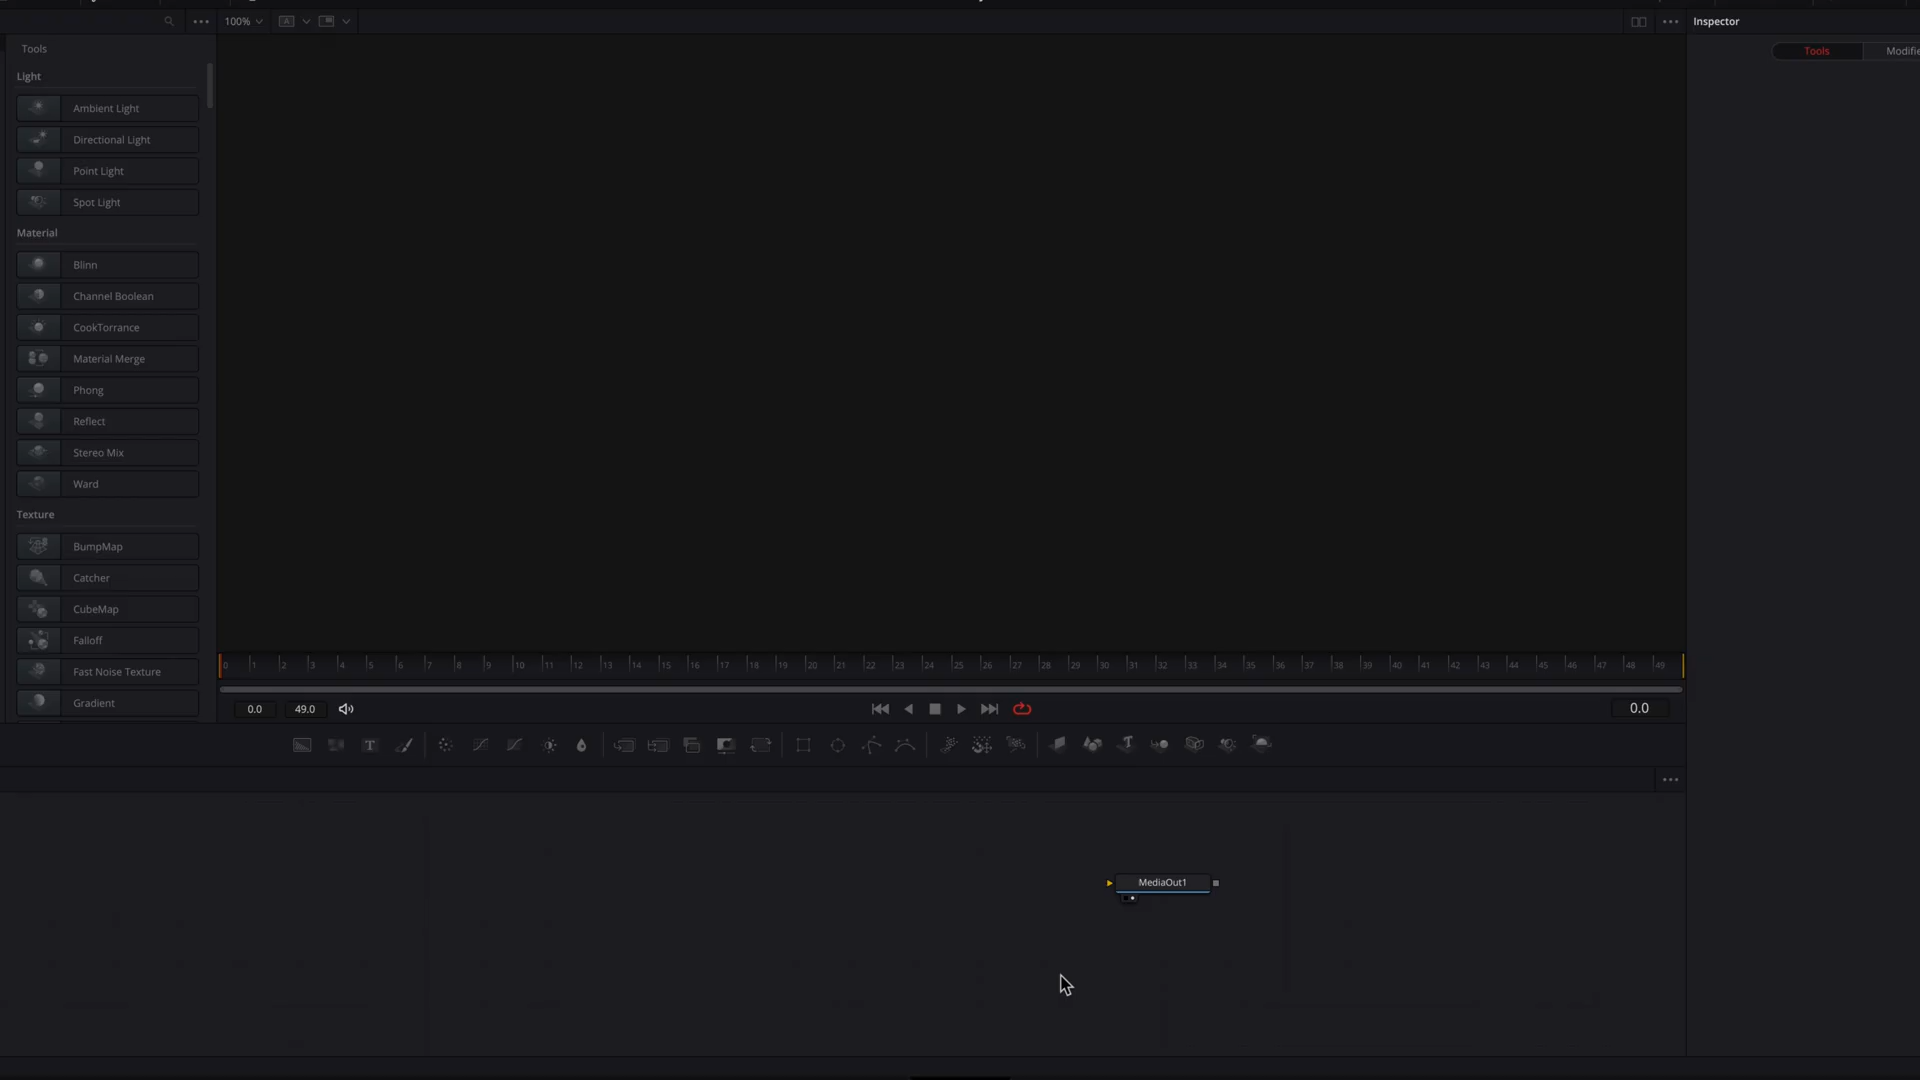 100%
A
Inspector
Tools
Tools
Light
Ambient Light
Directional Light
Point Light
Spot Light
Material
Blinn
Channel Boolean
CookTorrance
Material Merge
Phong
Reflect
Stereo Mix
Ward
Texture
BumpMap
Catcher
CubeMap
Falloff
Fast Noise Texture
Gradient
Modifie
0 1 2 3 4 5 6 7 8 9 10 11 12 13 14 15 16 17 18 19 20 21 22 23 24 25 26 27 28 29 30 31 32 33 34 35 36 37 38 39 40 41 42 43 44 45 46 47 48 49
0.0 49.0
0.0
T
MediaOut1